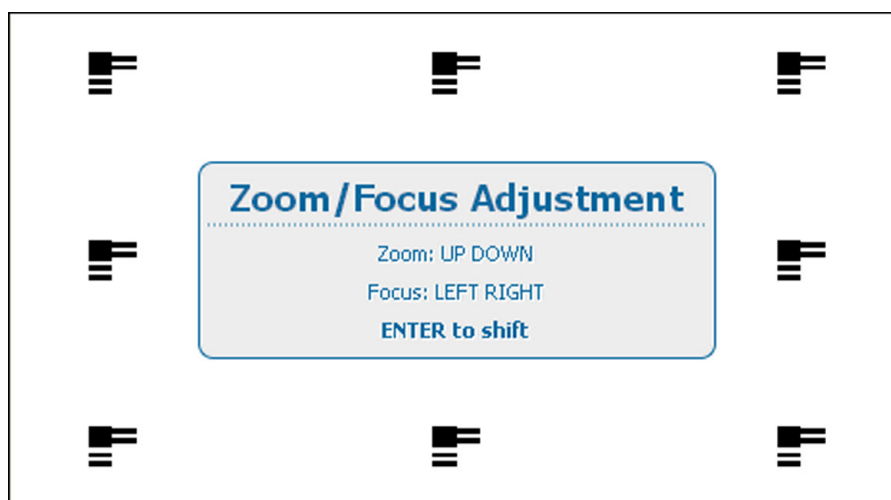 Zoom/Focus Adjustment
Zoom: UP DOWN
Focus: LEFT RIGHT
ENTER to shift